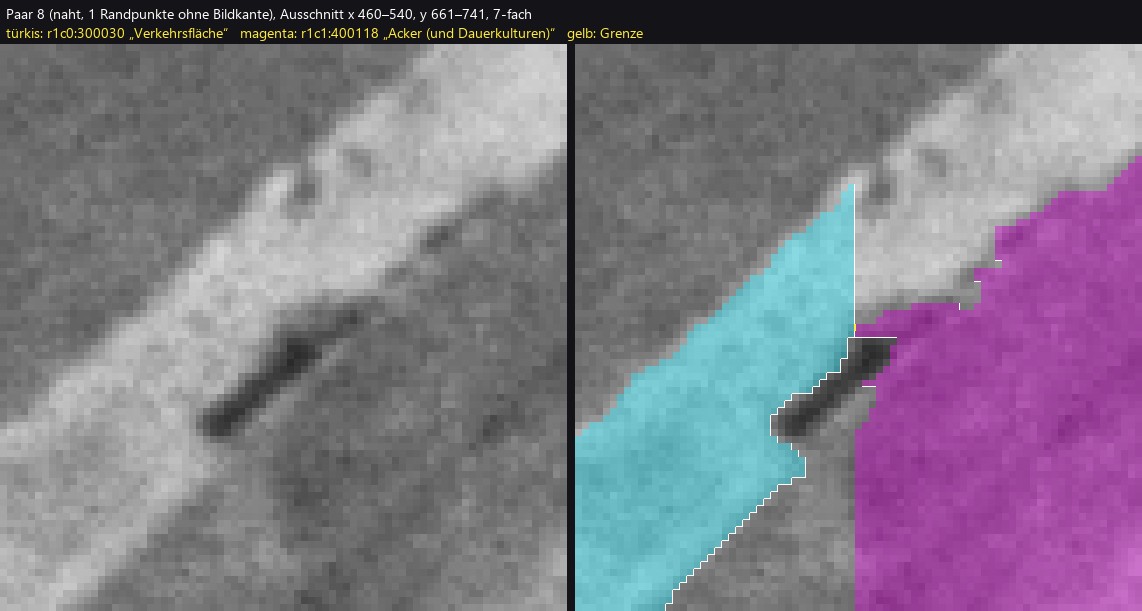 Paar 8 (naht, 1 Randpunkte ohne Bildkante), Ausschnitt x 460–540, y 661–741, 7-fach
türkis: r1c0:300030 „Verkehrsfläche“ magenta: r1c1:400118 „Acker (und Dauerkulturen)“ gelb: Grenze